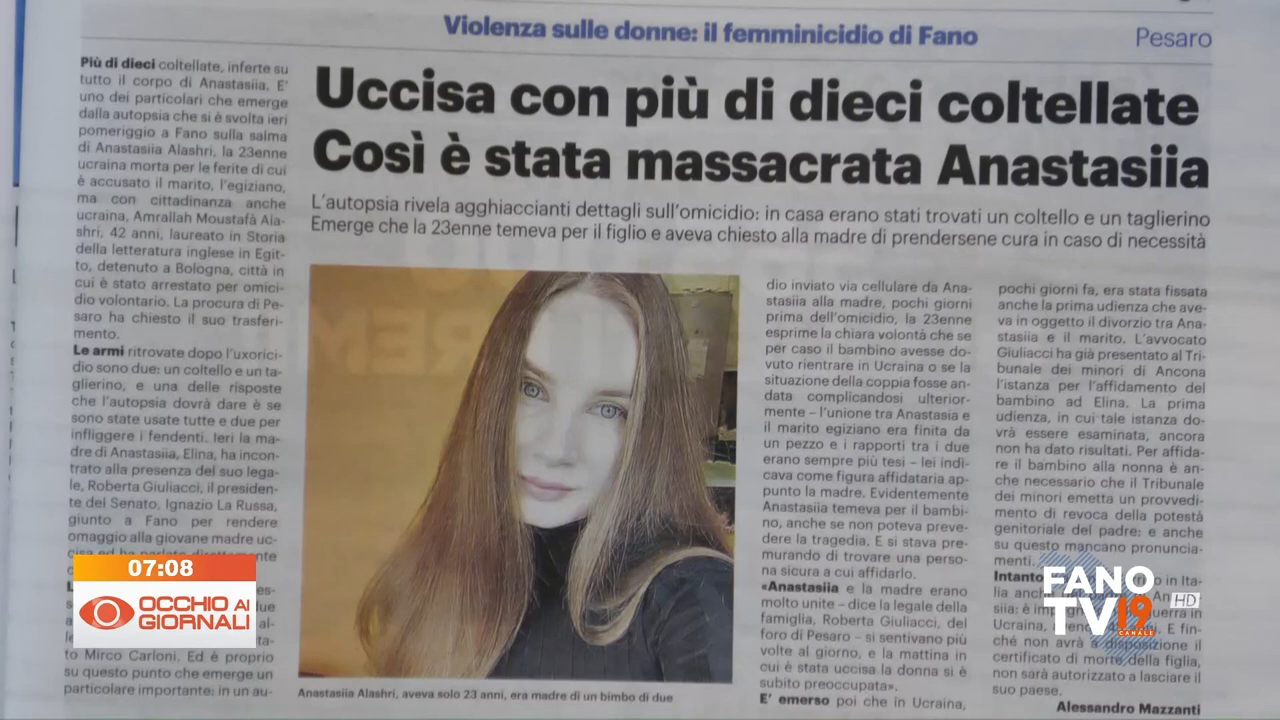 Violenza sulle donne: il femminicidio di Fano
Pesaro
Uccisa con più di dieci coltellate
Così è stata massacrata Anastasiia
L'autopsia rivela agghiaccianti dettagli sull'omicidio: in casa erano stati trovati un coltello e un taglierino
Emerge che la 23enne temeva per il figlio e aveva chiesto alla madre di prendersene cura in caso di necessità
Più di dieci coltellate, inferte su
tutto il corpo di Anastasiia. E'
uno dei particolari che emerge
dalla autopsia che si è svolta ieri
pomeriggio a Fano sulla salma
di Anastasiia Alashri, la 23enne
ucraina morta per le ferite di cui
è accusato il marito, l'egiziano,
ma con cittadinanza anche
ucraina, Amrallah Moustafà Ala-
shri, 42 anni, laureato in Storia
della letteratura inglese in Egit-
to, detenuto a Bologna, città in
cui è stato arrestato per omici-
dio volontario. La procura di Pe-
saro ha chiesto il suo trasferi-
mento.
Le armi ritrovate dopo l'uxorici-
dio sono due: un coltello e un ta-
glierino, e una delle risposte
che l'autopsia dovrà dare è se
sono state usate tutte e due per
infliggere i fendenti. Ieri la ma-
dre di Anastasiia, Elina, ha incon-
trato alla presenza del suo lega-
le, Roberta Giuliacci, il presiden-
te del Senato, Ignazio La Russa,
giunto a Fano per rendere
omaggio alla giovane madre uc-
cisa ed ha parlato direttamente
to Mirco Carloni. Ed è proprio
su questo punto che emerge un
particolare importante: in un au-
dio inviato via cellulare da Ana-
stasiia alla madre, pochi giorni
prima dell'omicidio, la 23enne
esprime la chiara volontà che se
per caso il bambino avesse do-
vuto rientrare in Ucraina o se la
situazione della coppia fosse an-
data complicandosi ulterior-
mente – l'unione tra Anastasia e
il marito egiziano era finita da
un pezzo e i rapporti tra i due
erano sempre più tesi – lei indi-
cava come figura affidataria ap-
punto la madre. Evidentemente
Anastasiia temeva per il bambi-
no, anche se non poteva preve-
dere la tragedia. E si stava pre-
murando di trovare una perso-
na sicura a cui affidarlo.
«Anastasiia e la madre erano
molto unite – dice la legale della
famiglia, Roberta Giuliacci, del
foro di Pesaro – si sentivano più
volte al giorno, e la mattina in
cui è stata uccisa la donna si è
subito preoccupata».
E' emerso poi che in Ucraina,
pochi giorni fa, era stata fissata
anche la prima udienza che ave-
va in oggetto il divorzio tra Ana-
stasiia e il marito. L'avvocato
Giuliacci ha già presentato al Tri-
bunale dei minori di Ancona
l'istanza per l'affidamento del
bambino ad Elina. La prima
udienza, in cui tale istanza do-
vrà essere esaminata, ancora
non ha dato risultati. Per affida-
re il bambino alla nonna è an-
che necessario che il Tribunale
dei minori emetta un provvedi-
mento di revoca della potestà
genitoriale del padre: e anche
su questo mancano pronuncia-
menti.
Intanto in Ita-
lia anche
siia: è in guerra in
Ucraina, E fin-
ché non avrà a disposizione il
certificato di morte della figlia,
non sarà autorizzato a lasciare il
suo paese.
Alessandro Mazzanti
Anastasiia Alashri, aveva solo 23 anni, era madre di un bimbo di due
07:08
OCCHIO AI
GIORNALI
FANO
TV 19
CANALE
HD